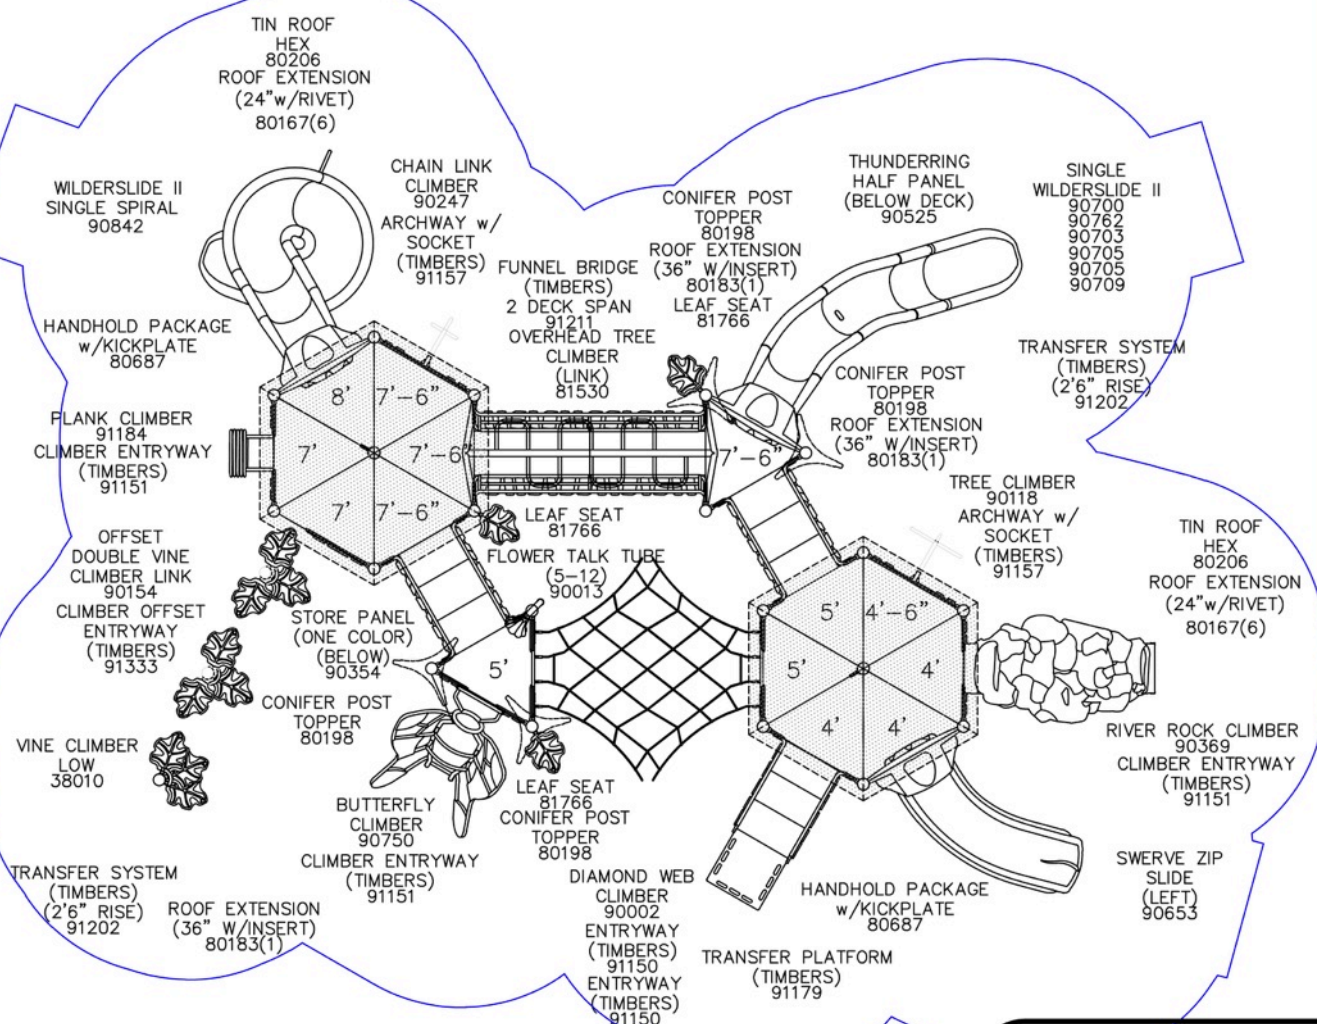 TIN ROOF
HEX
80206
ROOF EXTENSION
(24"w/RIVET)
80167(6)
WILDERSLIDE II
SINGLE SPIRAL
90842
CHAIN LINK
CLIMBER
90247
ARCHWAY w/
SOCKET
(TIMBERS)
91157
FUNNEL BRIDGE
(TIMBERS)
2 DECK SPAN
91211
OVERHEAD TREE
CLIMBER
(LINK)
81530
CONIFER POST
TOPPER
80198
ROOF EXTENSION
(36" W/INSERT)
80183(1)
LEAF SEAT
81766
THUNDERRING
HALF PANEL
(BELOW DECK)
90525
SINGLE
WILDERSLIDE II
90700
90762
90703
90705
90705
90709
HANDHOLD PACKAGE
w/KICKPLATE
80687
TRANSFER SYSTEM
(TIMBERS)
(2'6" RISE)
91202
CONIFER POST
TOPPER
80198
ROOF EXTENSION
(36" W/INSERT)
80183(1)
PLANK CLIMBER
91184
CLIMBER ENTRYWAY
(TIMBERS)
91151
8'
7'-6"
7'
7'-6"
7'
7'-6"
7'-6"
TREE CLIMBER
90118
ARCHWAY w/
SOCKET
(TIMBERS)
91157
TIN ROOF
HEX
80206
ROOF EXTENSION
(24"w/RIVET)
80167(6)
OFFSET
DOUBLE VINE
CLIMBER LINK
90154
CLIMBER OFFSET
ENTRYWAY
(TIMBERS)
91333
LEAF SEAT
81766
FLOWER TALK TUBE
(5-12)
90013
STORE PANEL
(ONE COLOR)
(BELOW)
90354
5'
5'
4'-6"
5'
4'
4'
4'
CONIFER POST
TOPPER
80198
VINE CLIMBER
LOW
38010
RIVER ROCK CLIMBER
90369
CLIMBER ENTRYWAY
(TIMBERS)
91151
BUTTERFLY
CLIMBER
90750
CLIMBER ENTRYWAY
(TIMBERS)
91151
LEAF SEAT
81766
CONIFER POST
TOPPER
80198
TRANSFER SYSTEM
(TIMBERS)
(2'6" RISE)
91202
ROOF EXTENSION
(36" W/INSERT)
80183(1)
DIAMOND WEB
CLIMBER
90002
ENTRYWAY
(TIMBERS)
91150
ENTRYWAY
(TIMBERS)
91150
HANDHOLD PACKAGE
w/KICKPLATE
80687
TRANSFER PLATFORM
(TIMBERS)
91179
SWERVE ZIP
SLIDE
(LEFT)
90653